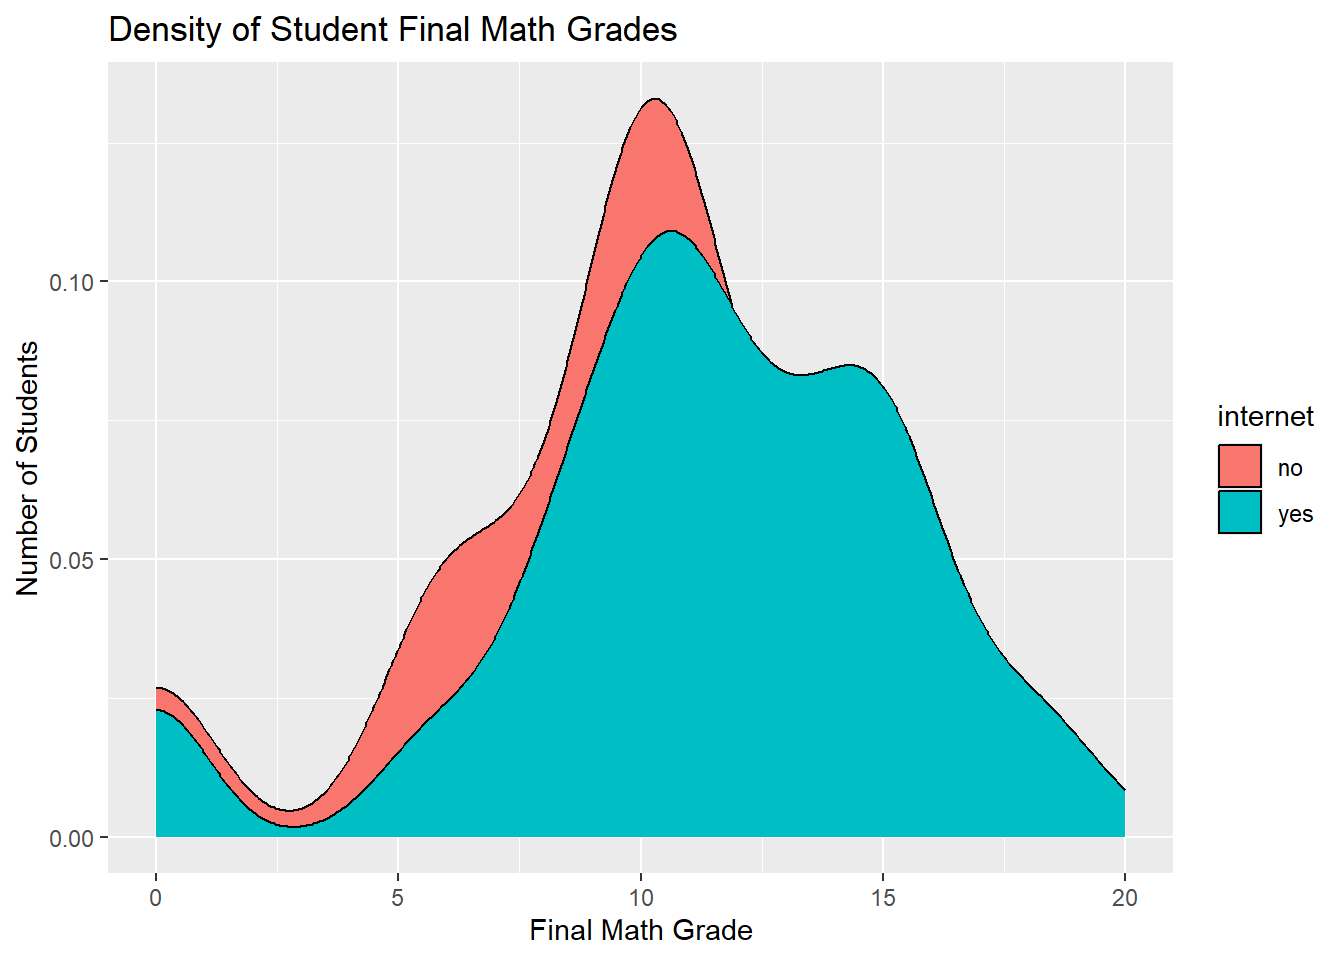 Density of Student Final Math Grades
Number of Students
0.10
0.05
0.00
0 5 10 15 20
Final Math Grade
internet
no
yes